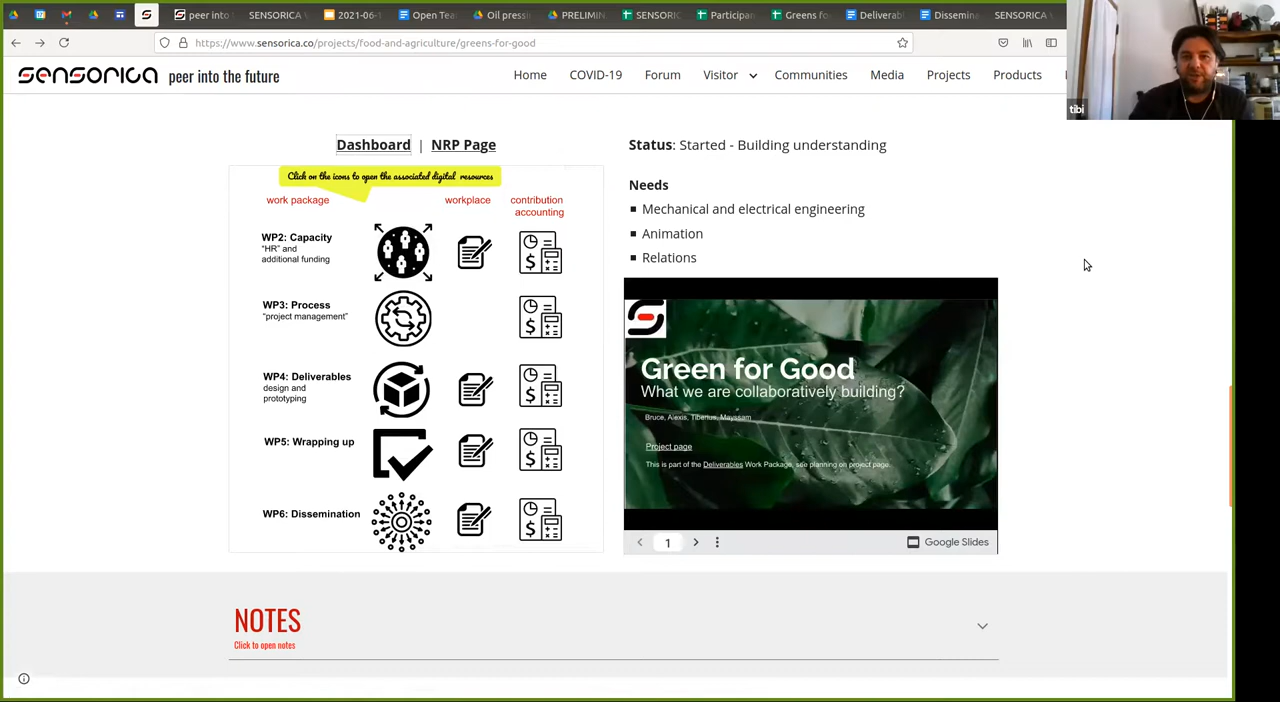 peer into
SENSORICA
2021-06-1
Open Tea
Oil pressi
PRELIMIN
SENSORIC
Participan
Greens fo
Deliverab
Dissemina
SENSORICA
https://www.sensorica.co/projects/food-and-agriculture/greens-for-good
sensorica peer into the future
Home COVID-19 Forum Visitor Communities Media Projects Products
tibi
Dashboard | NRP Page
Click on the icons to open the associated digital resources
work package workplace contribution
accounting
WP2: Capacity
"HR" and
additional funding
WP3: Process
"project management"
WP4: Deliverables
design and
prototyping
WP5: Wrapping up
WP6: Dissemination
Status: Started - Building understanding
Needs
Mechanical and electrical engineering
Animation
Relations
Green for Good
What we are collaboratively building?
Bruce, Alexis, Tiberius, Mayssam
Project page
This is part of the Deliverables Work Package, see planning on project page.
1
Google Slides
NOTES
Click to open notes